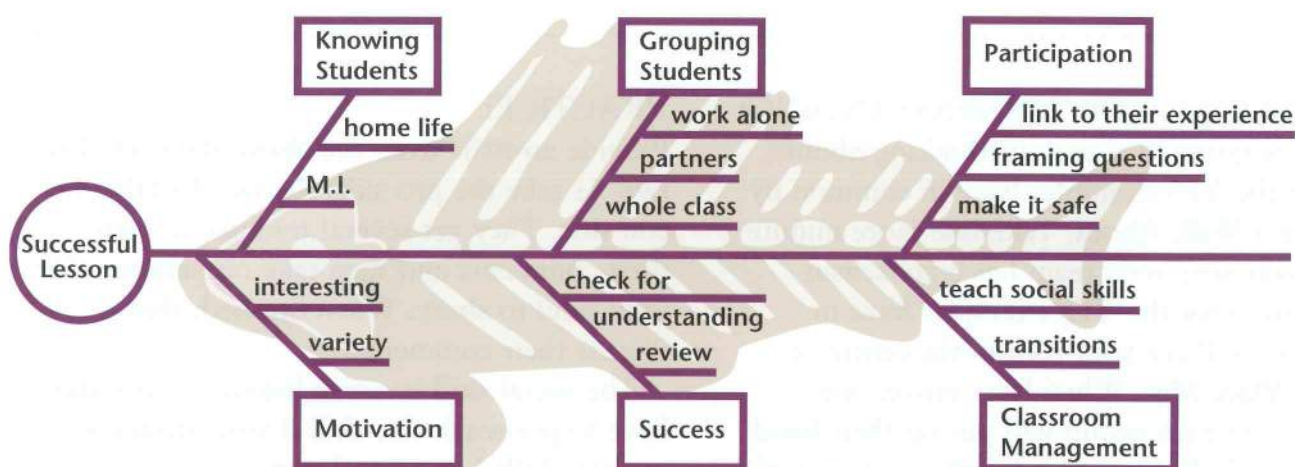 Knowing
Students
Grouping
Students
Participation
home life
M.I.
work alone
partners
whole class
link to their experience
framing questions
make it safe
Successful
Lesson
interesting
variety
check for
understanding
review
teach social skills
transitions
Motivation
Success
Classroom
Management